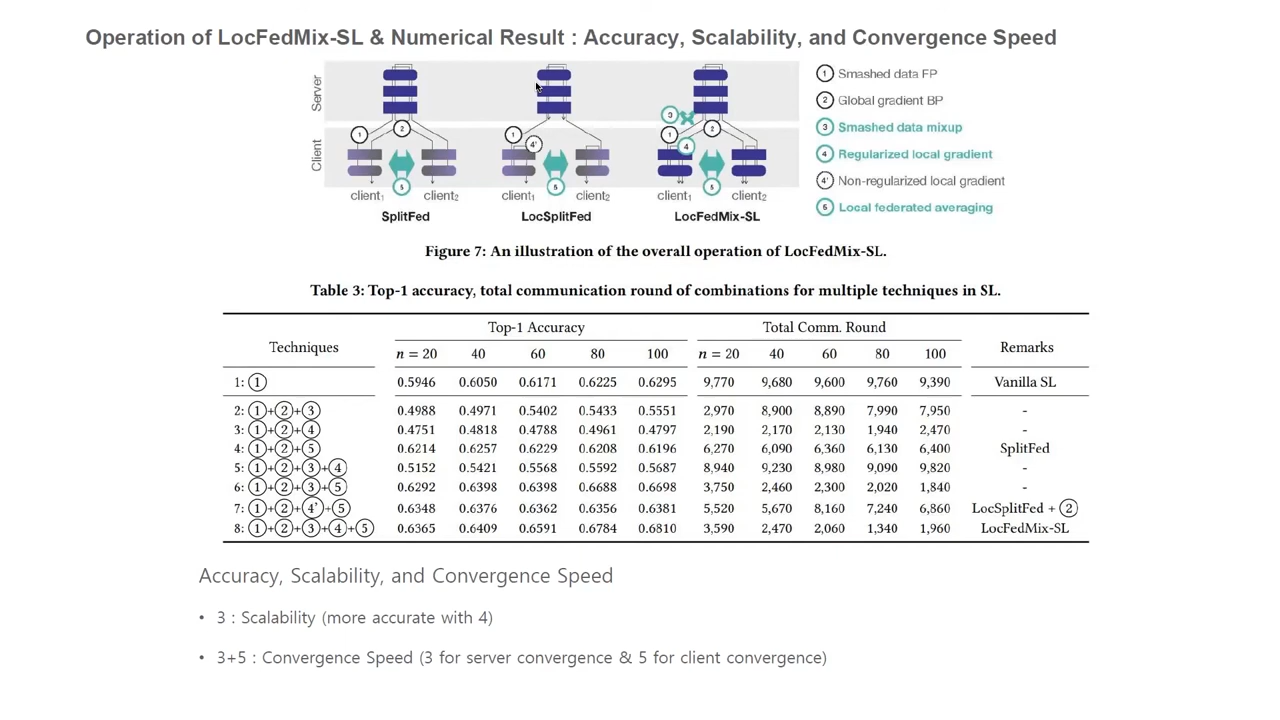 Operation of LocFedMix-SL & Numerical Result : Accuracy, Scalability, and Convergence Speed
Server
Client
1 2 5
client1 client2
SplitFed
1 4' 5
client1 client2
LocSplitFed
3 1 4 2 5
client1 client2
LocFedMix-SL
1 Smashed data FP
2 Global gradient BP
3 Smashed data mixup
4 Regularized local gradient
4' Non-regularized local gradient
5 Local federated averaging
Figure 7: An illustration of the overall operation of LocFedMix-SL.
Table 3: Top-1 accuracy, total communication round of combinations for multiple techniques in SL.
Techniques Top-1 Accuracy Total Comm. Round Remarks
n = 20 40 60 80 100 n = 20 40 60 80 100
1: ① 0.5946 0.6050 0.6171 0.6225 0.6295 9,770 9,680 9,600 9,760 9,390 Vanilla SL
2: ①+②+③ 0.4988 0.4971 0.5402 0.5433 0.5551 2,970 8,900 8,890 7,990 7,950 -
3: ①+②+④ 0.4751 0.4818 0.4788 0.4961 0.4797 2,190 2,170 2,130 1,940 2,470 -
4: ①+②+⑤ 0.6214 0.6257 0.6229 0.6208 0.6196 6,270 6,090 6,360 6,130 6,400 SplitFed
5: ①+②+③+④ 0.5152 0.5421 0.5568 0.5592 0.5687 8,940 9,230 8,980 9,090 9,820 -
6: ①+②+③+⑤ 0.6292 0.6398 0.6398 0.6688 0.6698 3,750 2,460 2,300 2,020 1,840 -
7: ①+②+④'+⑤ 0.6348 0.6376 0.6362 0.6356 0.6381 5,520 5,670 8,160 7,240 6,860 LocSplitFed + ②
8: ①+②+③+④+⑤ 0.6365 0.6409 0.6591 0.6784 0.6810 3,590 2,470 2,060 1,340 1,960 LocFedMix-SL
Accuracy, Scalability, and Convergence Speed
• 3 : Scalability (more accurate with 4)
• 3+5 : Convergence Speed (3 for server convergence & 5 for client convergence)